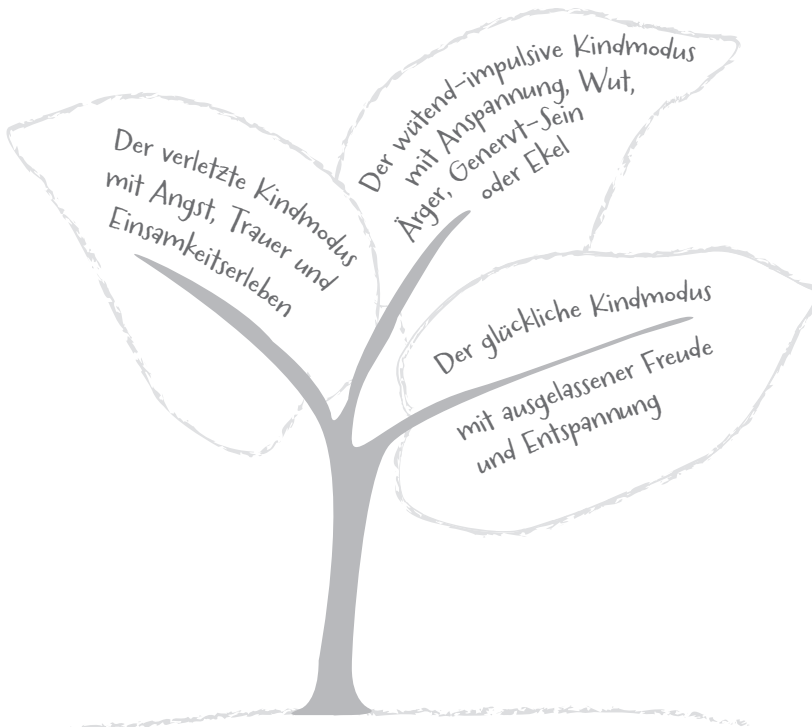 Der verletzte Kindmodus
mit Angst, Trauer und
Einsamkeitserleben
Der wütend-impulsive Kindmodus
mit Anspannung, Wut,
Ärger, Genervt-Sein
oder Ekel
Der glückliche Kindmodus
mit ausgelassener Freude
und Entspannung